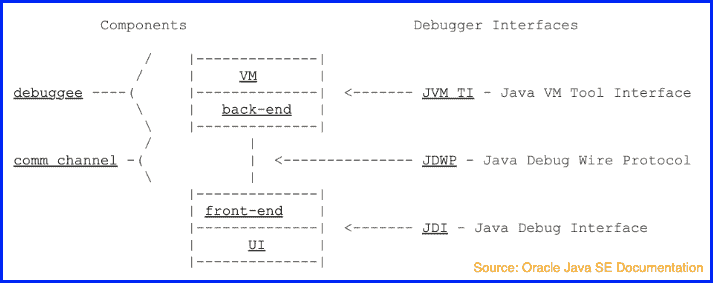 Components Debugger Interfaces
/ |--------------|
/ | VM |
debuggee ----( |--------------| <------- JVM TI - Java VM Tool Interface
\ | back-end |
\ |--------------|
/ |
comm channel -( | <--------------- JDWP - Java Debug Wire Protocol
\ |
|--------------|
| front-end |
|--------------| <------- JDI - Java Debug Interface
| UI |
|--------------|
Source: Oracle Java SE Documentation